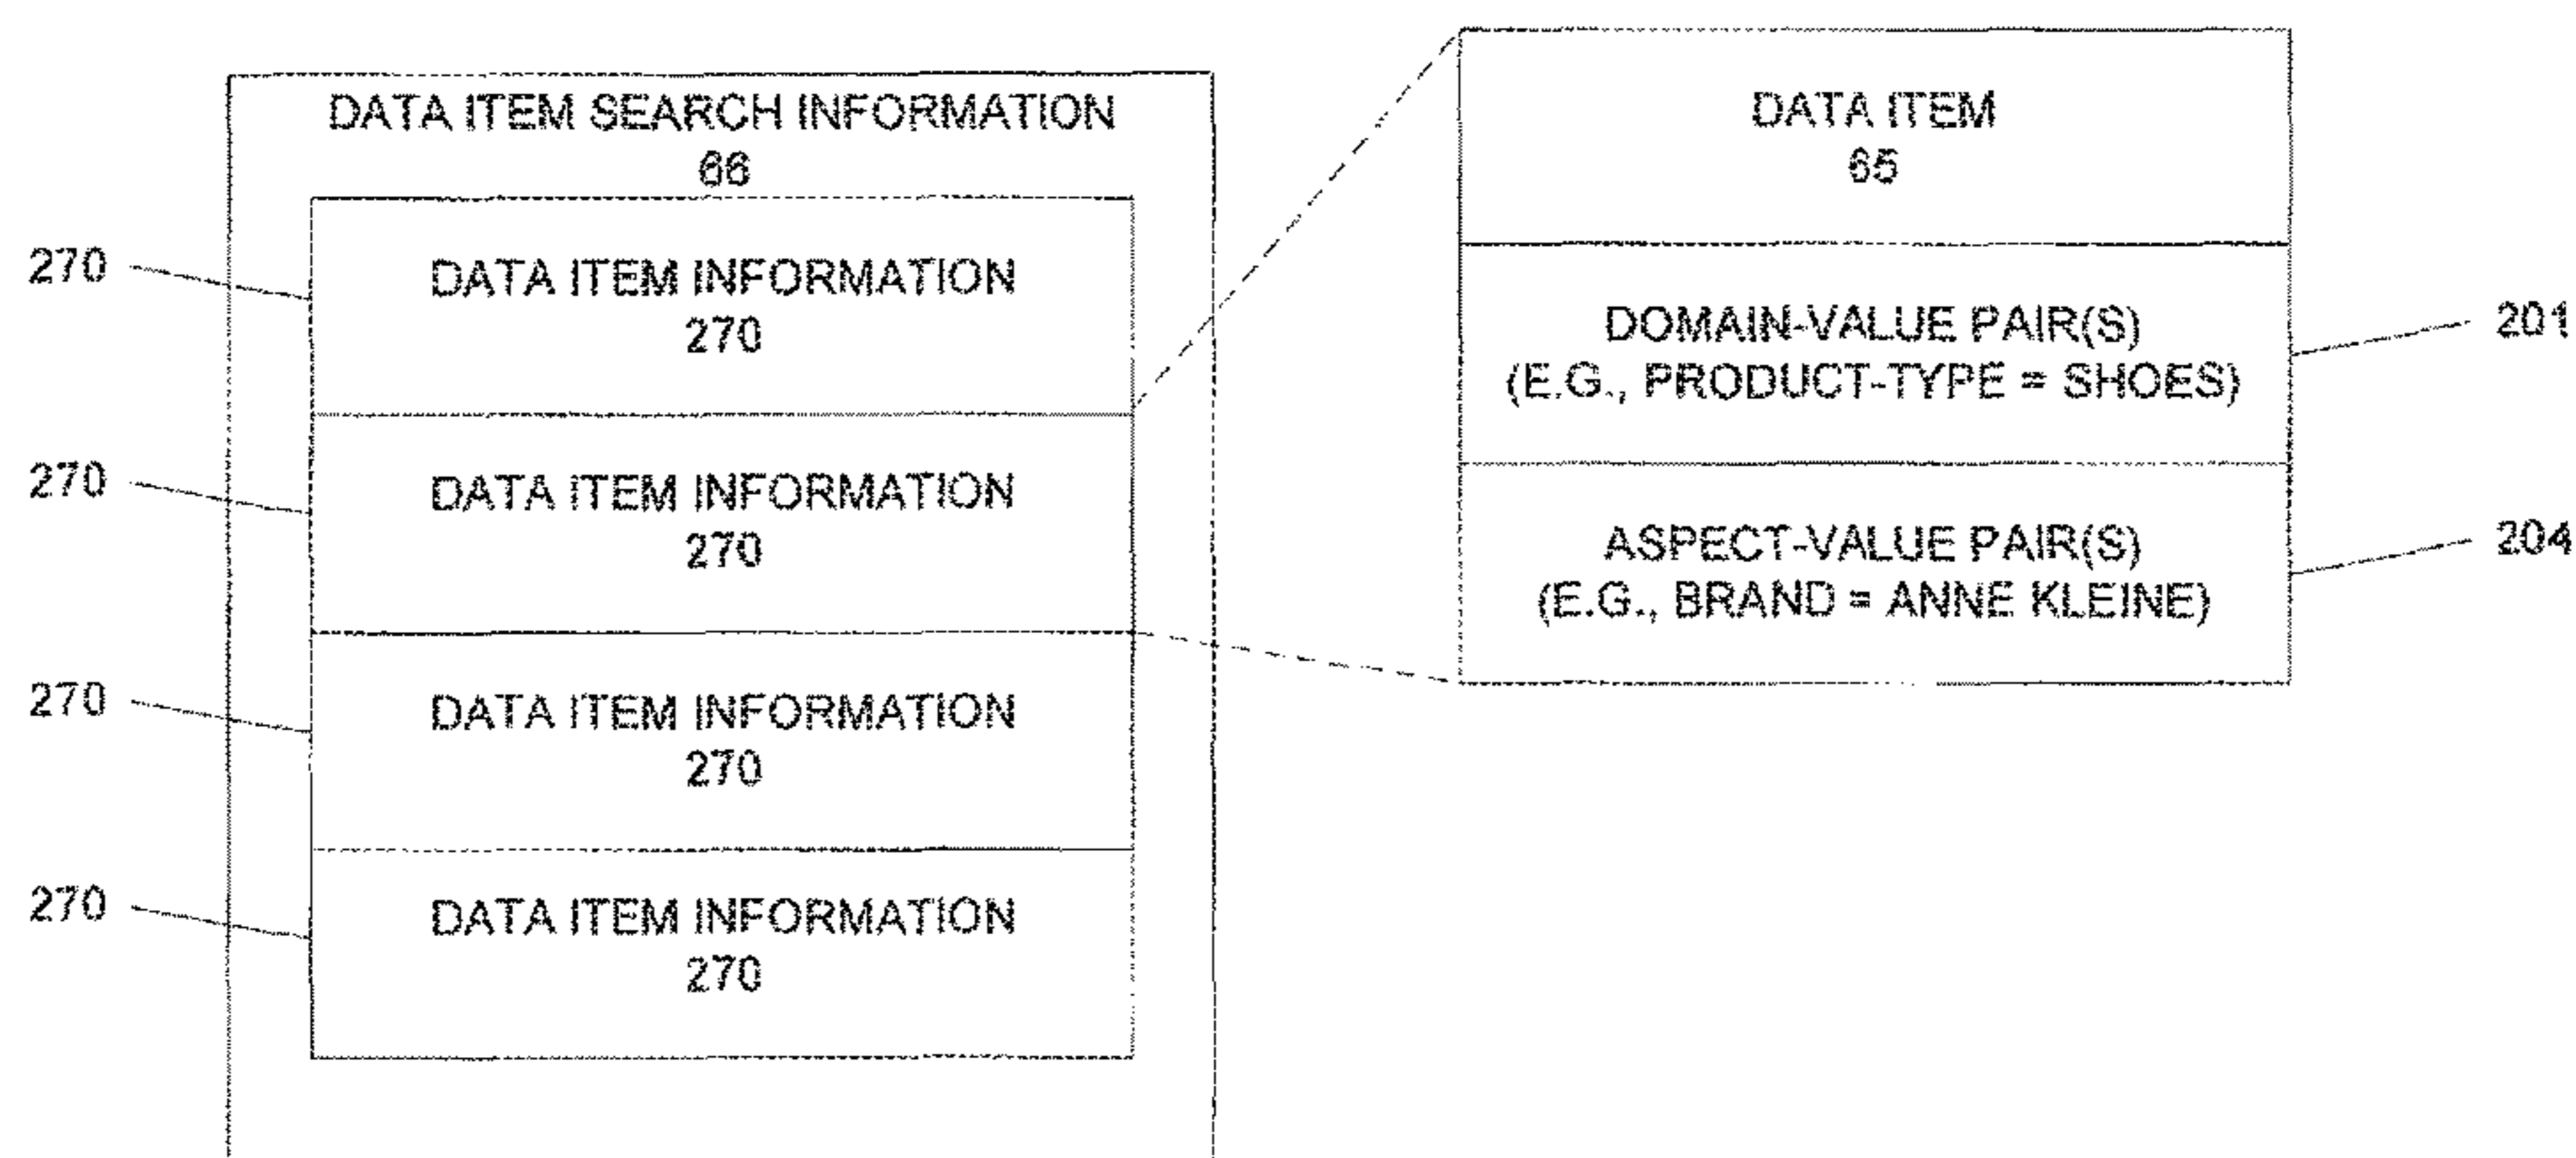 DATA ITEM SEARCH INFORMATION
66
270
DATA ITEM INFORMATION
270
270
DATA ITEM INFORMATION
270
270
DATA ITEM INFORMATION
270
270
DATA ITEM INFORMATION
270
DATA ITEM
65
DOMAIN-VALUE PAIR(S)
(E.G., PRODUCT-TYPE = SHOES)
201
ASPECT-VALUE PAIR(S)
(E.G., BRAND = ANNE KLEINE)
204